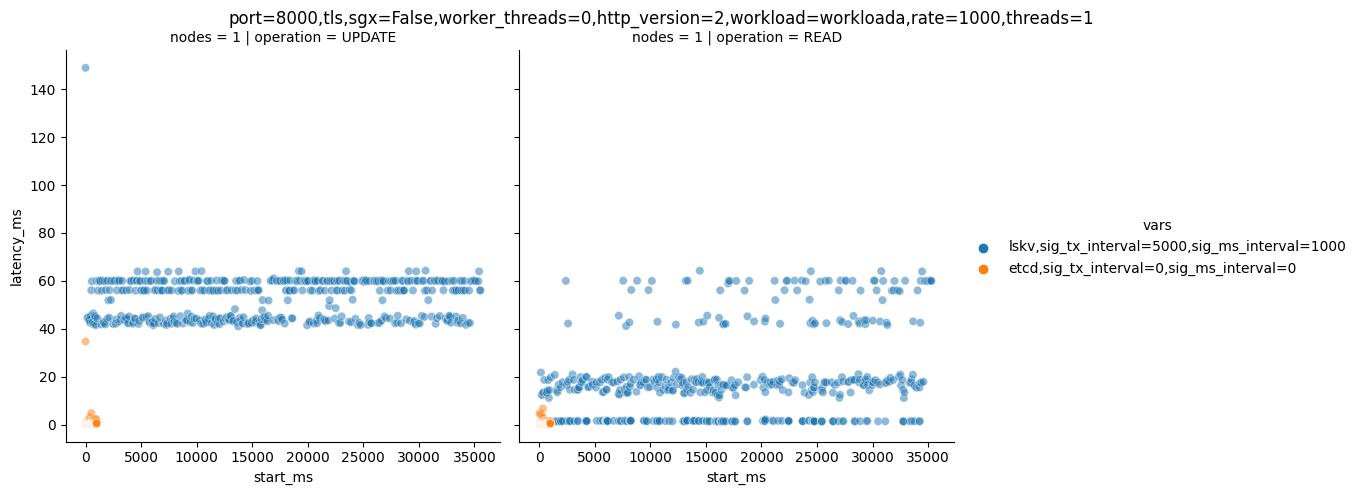 port=8000,tls,sgx=False,worker_threads=0,http_version=2,workload=workloada,rate=1000,threads=1
nodes = 1 | operation = UPDATE
nodes = 1 | operation = READ
latency_ms
140
120
100
80
60
40
20
0
0 5000 10000 15000 20000 25000 30000 35000
0 5000 10000 15000 20000 25000 30000 35000
start_ms
start_ms
vars
lskv,sig_tx_interval=5000,sig_ms_interval=1000
etcd,sig_tx_interval=0,sig_ms_interval=0